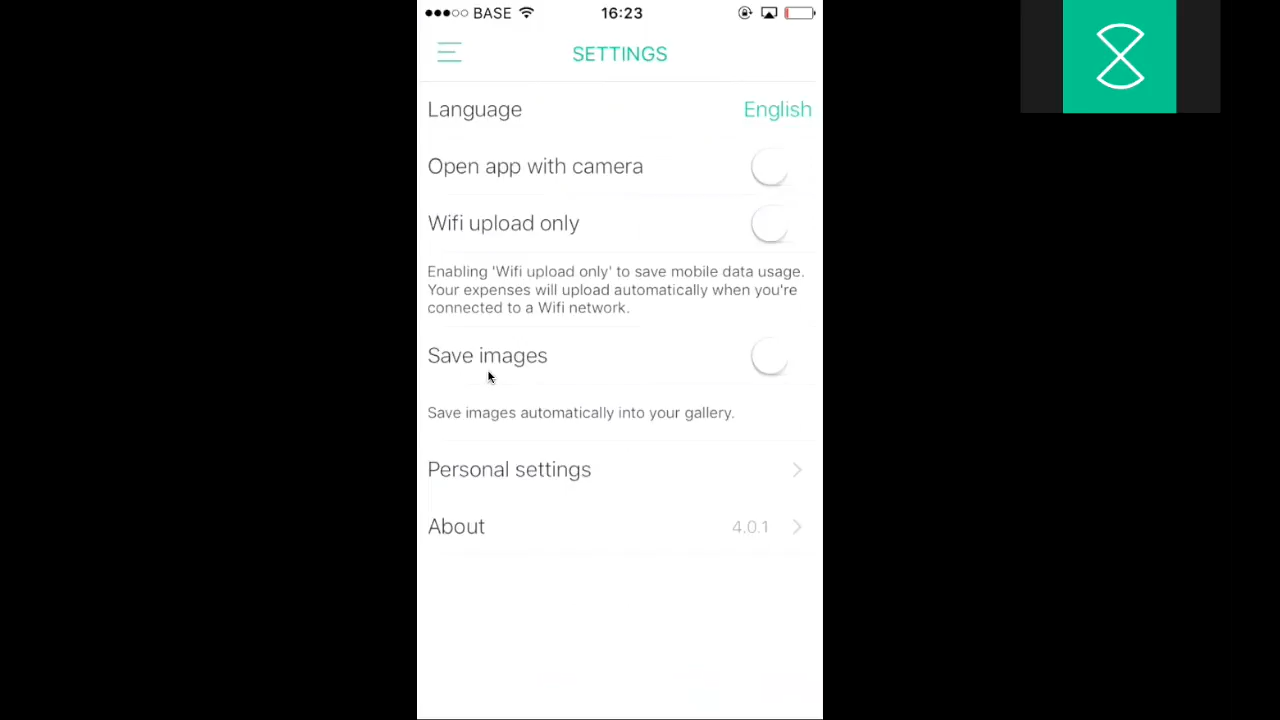 BASE 16:23
SETTINGS
Language English
Open app with camera
Wifi upload only
Enabling 'Wifi upload only' to save mobile data usage.
Your expenses will upload automatically when you're
connected to a Wifi network.
Save images
Save images automatically into your gallery.
Personal settings
About 4.0.1